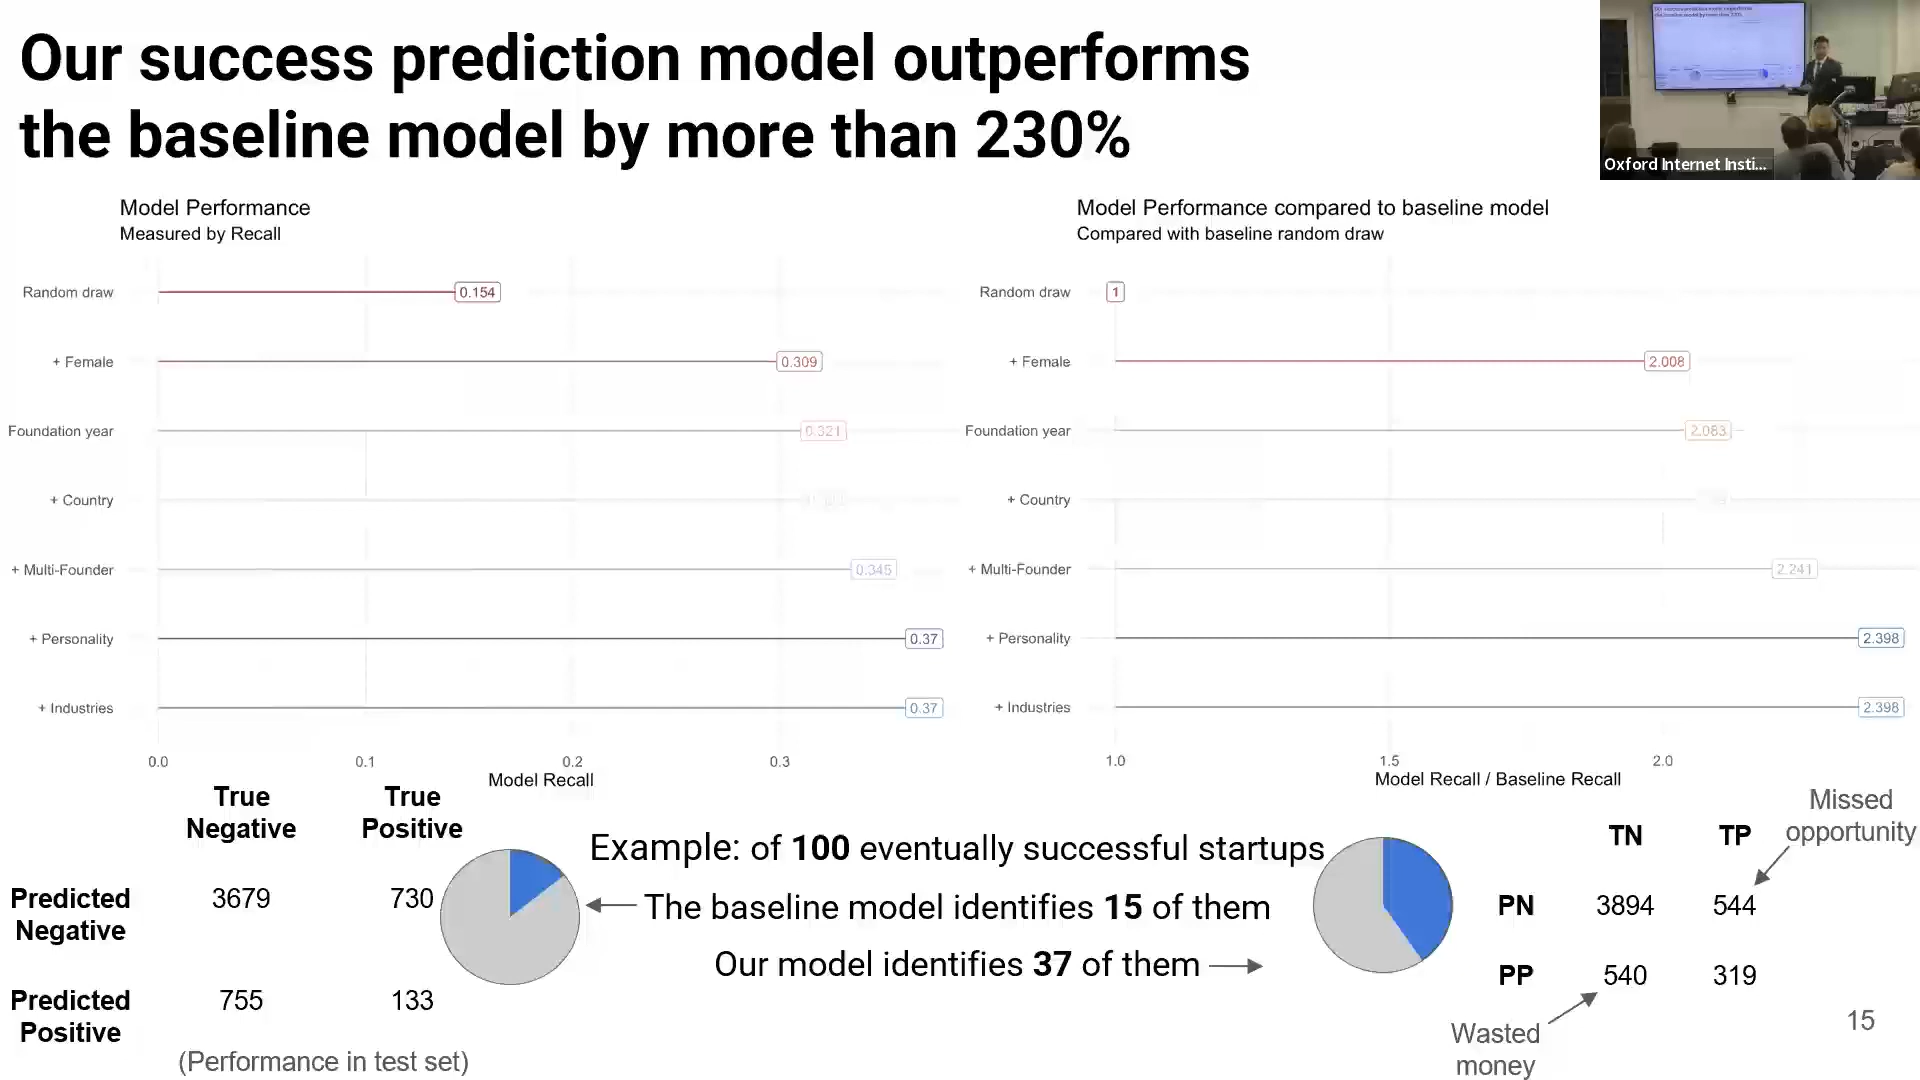 Our success prediction model outperforms
the baseline model by more than 230%
Oxford Internet Insti...
Model Performance
Measured by Recall
Random draw
0.154
+ Female
0.309
Foundation year
0.321
+ Country
+ Multi-Founder
0.345
+ Personality
0.37
+ Industries
0.37
0.0
0.1
0.2
0.3
Model Recall
Model Performance compared to baseline model
Compared with baseline random draw
Random draw
1
+ Female
2.008
Foundation year
2.083
+ Country
+ Multi-Founder
2.241
+ Personality
2.398
+ Industries
2.398
1.0
1.5
2.0
Model Recall / Baseline Recall
True
Negative
True
Positive
Predicted
Negative
3679
730
Predicted
Positive
755
133
(Performance in test set)
Example: of 100 eventually successful startups
The baseline model identifies 15 of them
Our model identifies 37 of them
Missed
opportunity
TN
TP
PN
3894
544
PP
540
319
Wasted
money
15